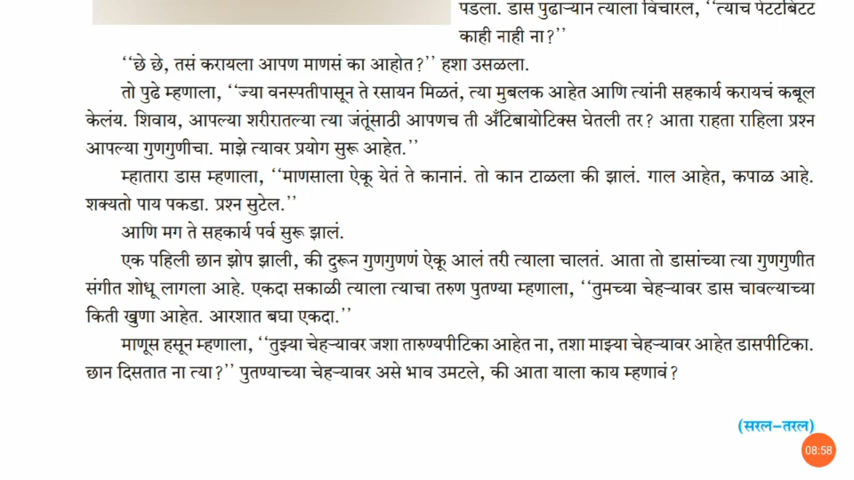 पडला. डास पुढाऱ्यानं त्याला विचारलं, ‘‘त्याचं पेटंटबिटंट
काही नाही ना?’’
‘‘छे छे, तसं करायला आपण माणसं का आहोत?’’ हशा उसळला.
तो पुढे म्हणाला, ‘‘ज्या वनस्पतीपासून ते रसायन मिळतं, त्या मुबलक आहेत आणि त्यांनी सहकार्य करायचं कबूल
केलंय. शिवाय, आपल्या शरीरातल्या त्या जंतूंसाठी आपणच ती अँटिबायोटिक्स घेतली तर? आता राहता राहिला प्रश्न
आपल्या गुणगुणीचा. माझे त्यावर प्रयोग सुरू आहेत.’’
म्हातारा डास म्हणाला, ‘‘माणसाला ऐकू येतं ते कानानं. तो कान टाळला की झालं. गाल आहेत, कपाळ आहे.
शक्यतो पाय पकडा. प्रश्न सुटेल.’’
आणि मग ते सहकार्य पर्व सुरू झालं.
एक पहिली छान झोप झाली, की दुरून गुणगुणणं ऐकू आलं तरी त्याला चालतं. आता तो डासांच्या त्या गुणगुणीत
संगीत शोधू लागला आहे. एकदा सकाळी त्याला त्याचा तरुण पुतण्या म्हणाला, ‘‘तुमच्या चेहऱ्यावर डास चावल्याच्या
किती खुणा आहेत. आरशात बघा एकदा.’’
माणूस हसून म्हणाला, ‘‘तुझ्या चेहऱ्यावर जशा तारुण्यपीटिका आहेत ना, तशा माझ्या चेहऱ्यावर आहेत डासपीटिका.
छान दिसतात ना त्या?’’ पुतण्याच्या चेहऱ्यावर असे भाव उमटले, की आता याला काय म्हणावं?
(सरल-तरल)
08:58